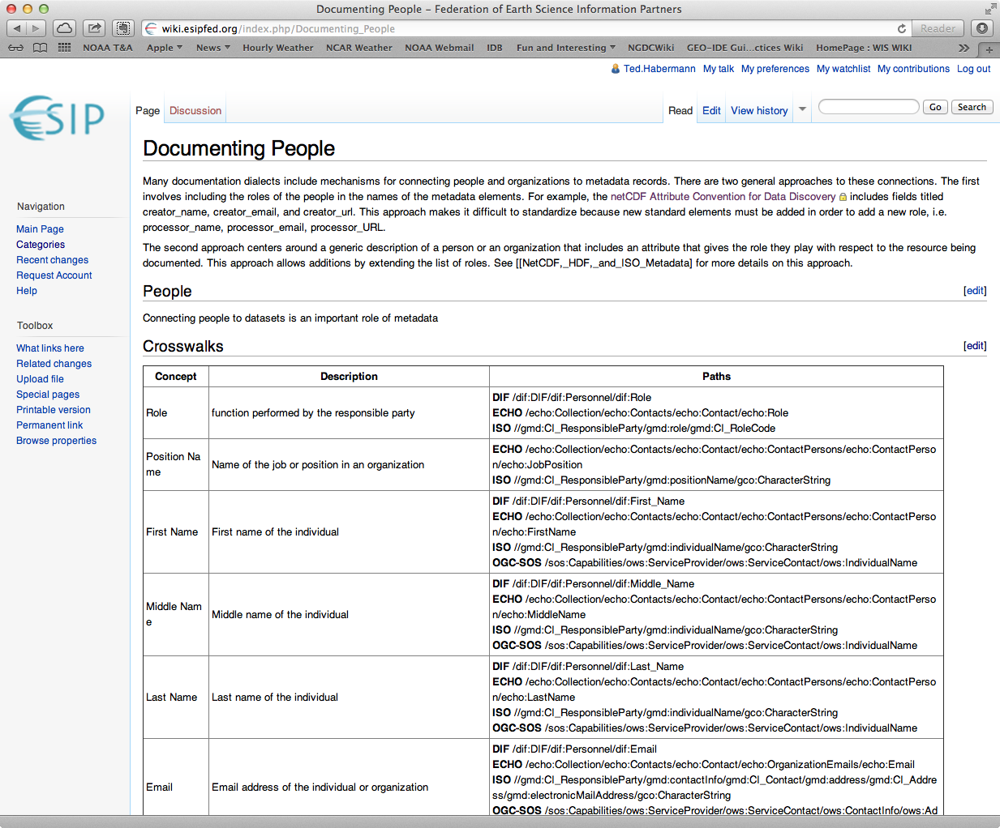 Documenting People – Federation of Earth Science Information Partners
wiki.esipfed.org/index.php/Documenting_People
Reader
NOAA T&A Apple News Hourly Weather NCAR Weather NOAA Webmail IDB Fun and Interesting NGDCWiki GEO-IDE Gui...ctices Wiki HomePage : WIS WIKI
Ted.Habermann My talk My preferences My watchlist My contributions Log out
ESIP
Page Discussion
Read Edit View history
Go Search
Documenting People
Many documentation dialects include mechanisms for connecting people and organizations to metadata records. There are two general approaches to these connections. The first
involves including the roles of the people in the names of the metadata elements. For example, the netCDF Attribute Convention for Data Discovery includes fields titled
creator_name, creator_email, and creator_url. This approach makes it difficult to standardize because new standard elements must be added in order to add a new role, i.e.
processor_name, processor_email, processor_URL.
The second approach centers around a generic description of a person or an organization that includes an attribute that gives the role they play with respect to the resource being
documented. This approach allows additions by extending the list of roles. See [[NetCDF,_HDF,_and_ISO_Metadata] for more details on this approach.
Navigation
Main Page
Categories
Recent changes
Request Account
Help
Toolbox
What links here
Related changes
Upload file
Special pages
Printable version
Permanent link
Browse properties
People [edit]
Connecting people to datasets is an important role of metadata
Crosswalks [edit]
Concept Description Paths
Role
function performed by the responsible party
DIF /dif:DIF/dif:Personnel/dif:Role
ECHO /echo:Collection/echo:Contacts/echo:Contact/echo:Role
ISO //gmd:CI_ResponsibleParty/gmd:role/gmd:CI_RoleCode
Position Na
me
Name of the job or position in an organization
ECHO /echo:Collection/echo:Contacts/echo:Contact/echo:ContactPersons/echo:ContactPerso
n/echo:JobPosition
ISO //gmd:CI_ResponsibleParty/gmd:positionName/gco:CharacterString
First Name
First name of the individual
DIF /dif:DIF/dif:Personnel/dif:First_Name
ECHO /echo:Collection/echo:Contacts/echo:Contact/echo:ContactPersons/echo:ContactPerso
n/echo:FirstName
ISO //gmd:CI_ResponsibleParty/gmd:individualName/gco:CharacterString
OGC-SOS /sos:Capabilities/ows:ServiceProvider/ows:ServiceContact/ows:IndividualName
Middle Nam
e
Middle name of the individual
DIF /dif:DIF/dif:Personnel/dif:Middle_Name
ECHO /echo:Collection/echo:Contacts/echo:Contact/echo:ContactPersons/echo:ContactPerso
n/echo:MiddleName
ISO //gmd:CI_ResponsibleParty/gmd:individualName/gco:CharacterString
OGC-SOS /sos:Capabilities/ows:ServiceProvider/ows:ServiceContact/ows:IndividualName
Last Name
Last name of the individual
DIF /dif:DIF/dif:Personnel/dif:Last_Name
ECHO /echo:Collection/echo:Contacts/echo:Contact/echo:ContactPersons/echo:ContactPerso
n/echo:LastName
ISO //gmd:CI_ResponsibleParty/gmd:individualName/gco:CharacterString
OGC-SOS /sos:Capabilities/ows:ServiceProvider/ows:ServiceContact/ows:IndividualName
Email
Email address of the individual or organization
DIF /dif:DIF/dif:Personnel/dif:Email
ECHO /echo:Collection/echo:Contacts/echo:Contact/echo:OrganizationEmails/echo:Email
ISO //gmd:CI_ResponsibleParty/gmd:contactInfo/gmd:CI_Contact/gmd:address/gmd:CI_Addre
ss/gmd:electronicMailAddress/gco:CharacterString
OGC-SOS /sos:Capabilities/ows:ServiceProvider/ows:ServiceContact/ows:ContactInfo/ows:Ad